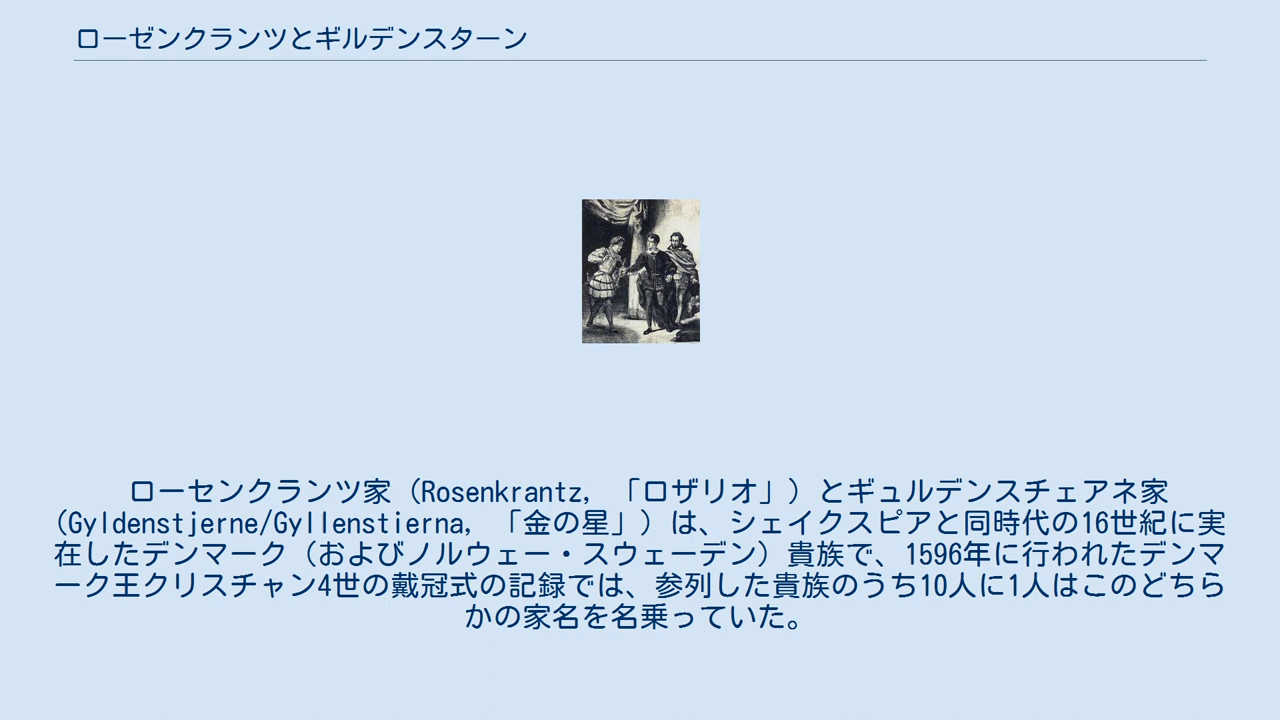 ローゼンクランツとギルデンスターン
ローセンクランツ家（Rosenkrantz, 「ロザリオ」）とギュルデンスチェアネ家
(Gyldenstjerne/Gyllenstierna, 「金の星」）は、シェイクスピアと同時代の16世紀に実
在したデンマーク（およびノルウェー・スウェーデン）貴族で、1596年に行われたデンマ
ーク王クリスチャン4世の戴冠式の記録では、参列した貴族のうち10人に1人はこのどちら
かの家名を名乗っていた。